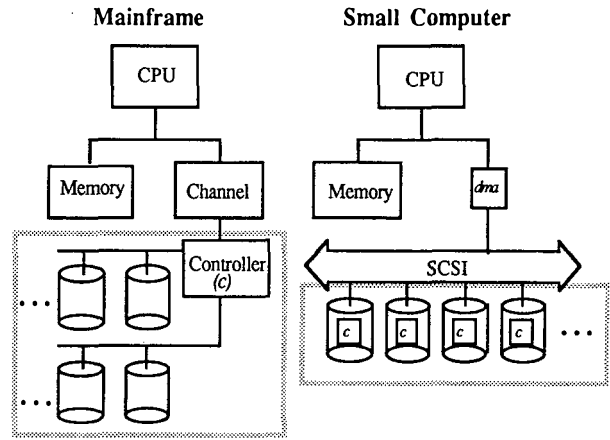 Mainframe
CPU
Memory
Channel
Controller
(c)
...
...
Small Computer
CPU
Memory
dma
SCSI
c c c c ...